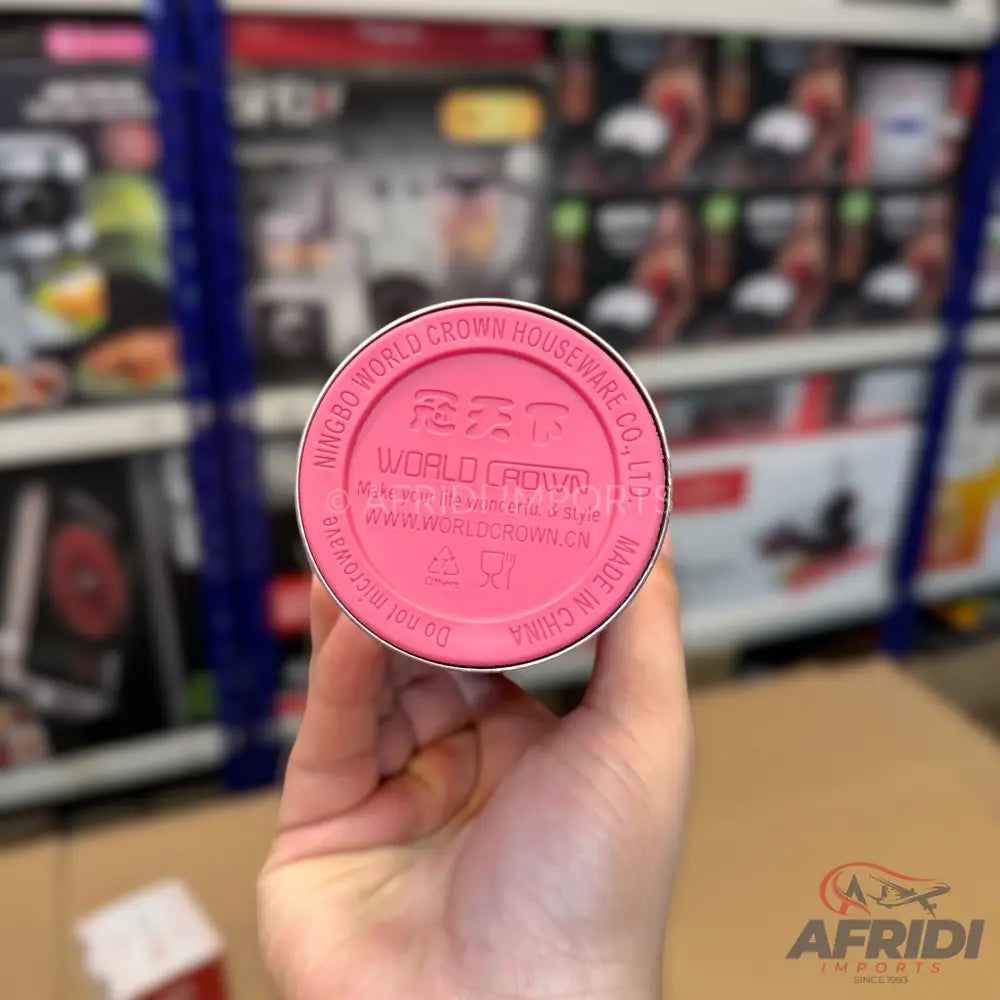 NINGBO WORLD CROWN HOUSEWARE CO., LTD
MADE IN CHINA
Do not microwave
冠天下
WORLD CROWN
Make your life wonderful & style
WWW.WORLDCROWN.CN
Others
© AFRIDI IMPORTS
AFRIDI
IMPORTS
SINCE 1993